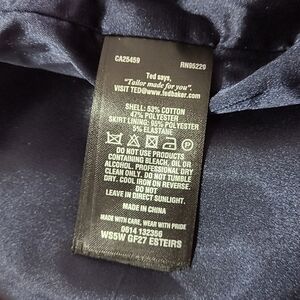 CA25459 RN95229
Ted says,
"Tailor made for you".
VISIT TED@WWW.TEDBAKER.COM
SHELL: 53% COTTON
47% POLYESTER
SKIRT LINING: 95% POLYESTER
5% ELASTANE
DO NOT USE PRODUCTS
CONTAINING BLEACH, OIL OR
ALCOHOL. PROFESSIONAL DRY
CLEAN ONLY. DO NOT TUMBLE
DRY. COOL IRON ON REVERSE.
DO NOT
LEAVE IN DIRECT SUNLIGHT.
MADE IN CHINA
MADE WITH CARE, WEAR WITH PRIDE
0614 132356
WS5W GF27 ESTEIRS